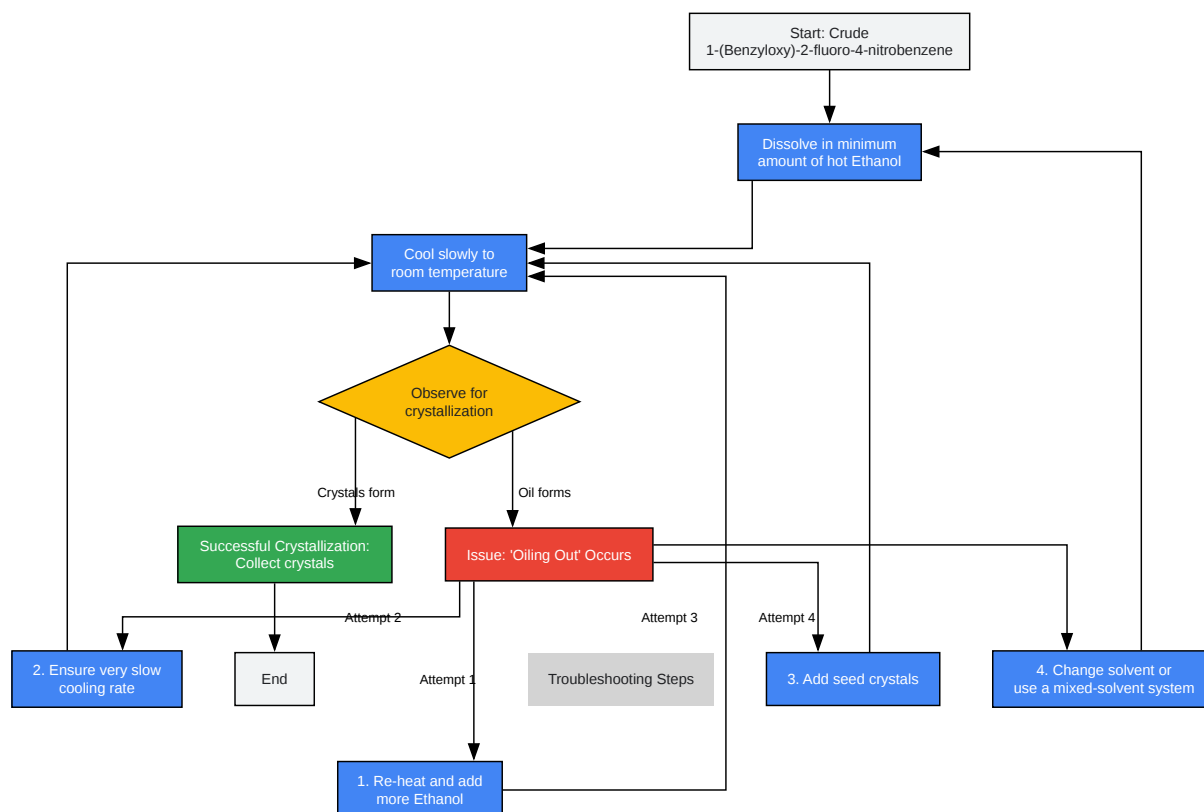 Start: Crude
1-(Benzyloxy)-2-fluoro-4-nitrobenzene
Dissolve in minimum
amount of hot Ethanol
Cool slowly to
room temperature
Observe for
crystallization
Crystals form
Oil forms
Successful Crystallization:
Collect crystals
Issue: 'Oiling Out' Occurs
Attempt 2
Attempt 3
Attempt 4
2. Ensure very slow
cooling rate
End
Attempt 1
Troubleshooting Steps
3. Add seed crystals
4. Change solvent or
use a mixed-solvent system
1. Re-heat and add
more Ethanol